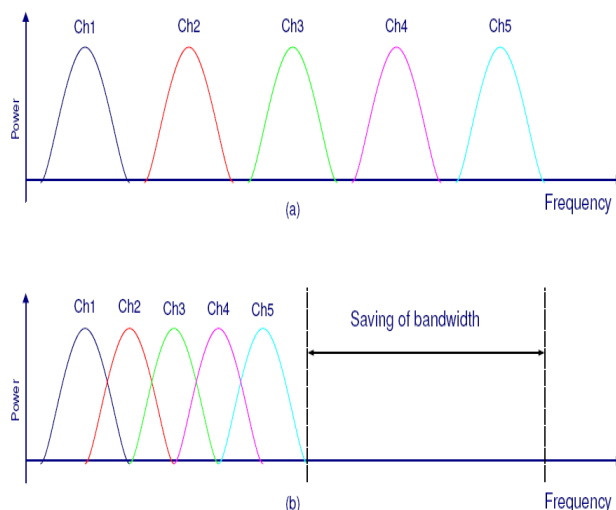 Ch1 Ch2 Ch3 Ch4 Ch5
Power
Frequency
(a)
Ch1 Ch2 Ch3 Ch4 Ch5
Saving of bandwidth
Power
Frequency
(b)